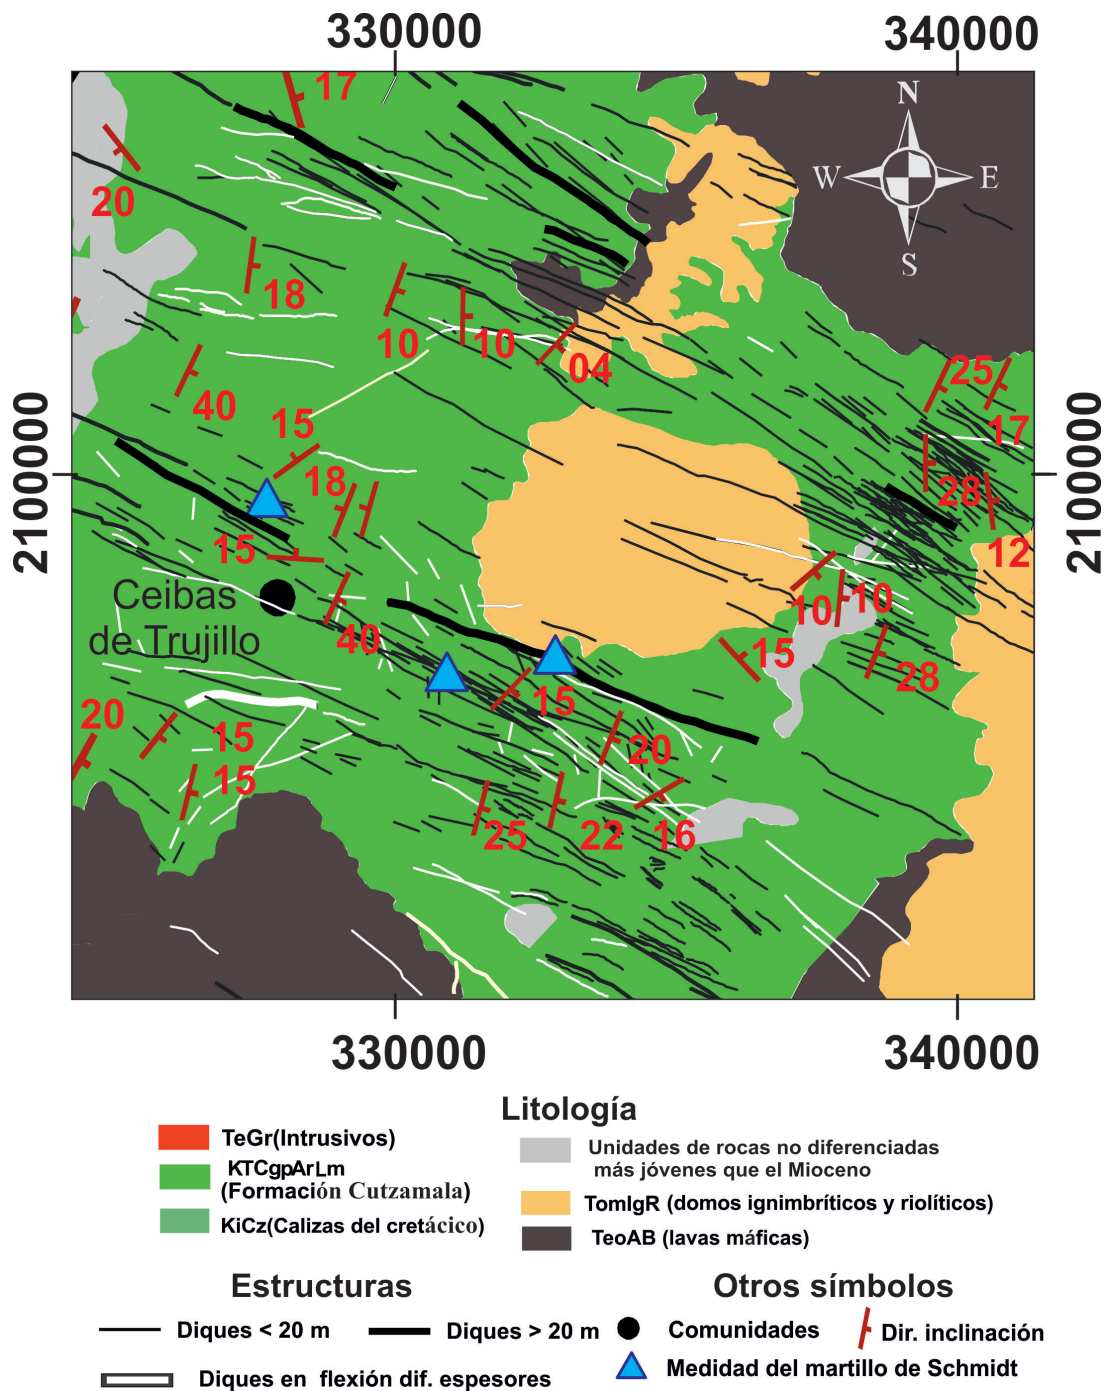 330000
340000
17
N
W
E
S
20
18
10
10
04
25
40
17
15
2100000
2100000
18
28
15
12
Ceibas
de Trujillo
10
10
40
15
28
15
20
15
20
15
25
22
16
330000
340000
Litología
TeGr(Intrusivos)
KTCgpArLm
(Formación Cutzamala)
KiCz(Calizas del cretácico)
Unidades de rocas no diferenciadas
más jóvenes que el Mioceno
TomIgR (domos ignimbríticos y riolíticos)
TeoAB (lavas máficas)
Estructuras
Diques < 20 m
Diques > 20 m
Diques en flexión dif. espesores
Otros símbolos
Comunidades
Dir. inclinación
Medidad del martillo de Schmidt